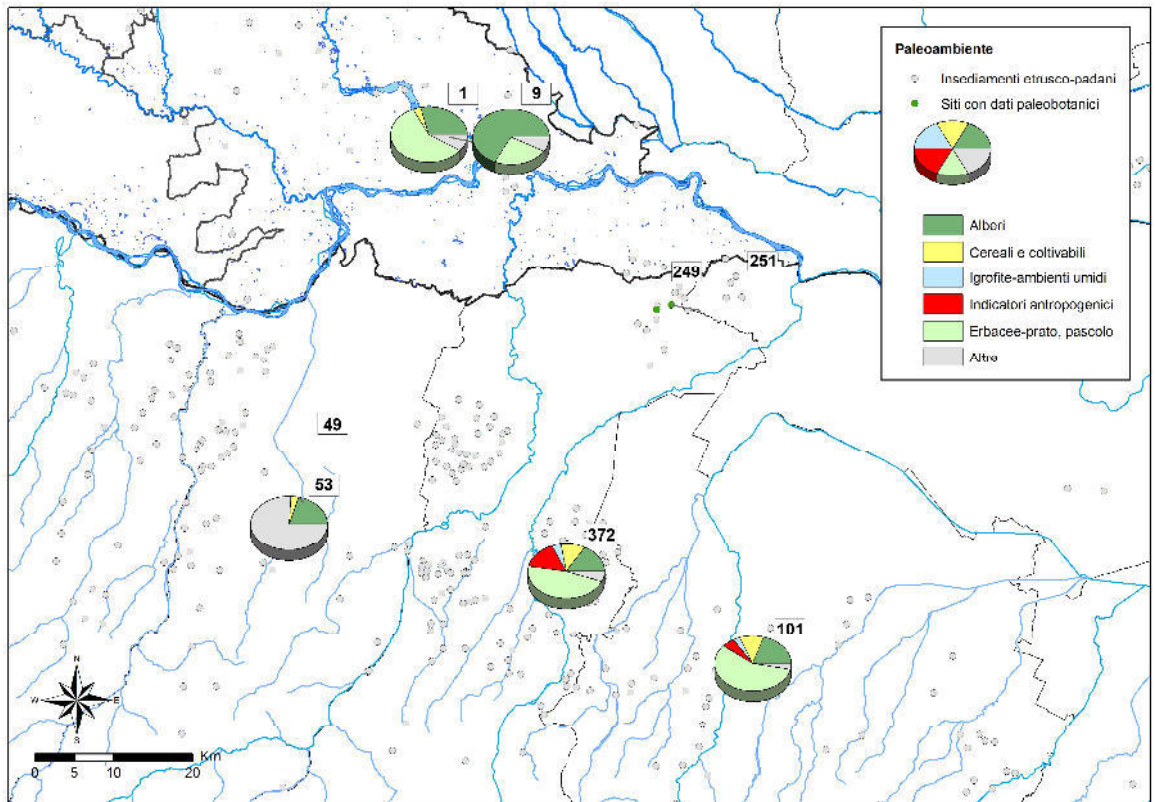 Paleoambiente
Insediamenti etrusco-padani
Siti con dati paleobotanici
Alberi
Cereali e coltivabili
Igrofite-ambienti umidi
Indicatori antropogenici
Erbacee-prato, pascolo
Altre
1
9
249
251
49
53
372
101
N
W
E
S
Km
0 5 10 20